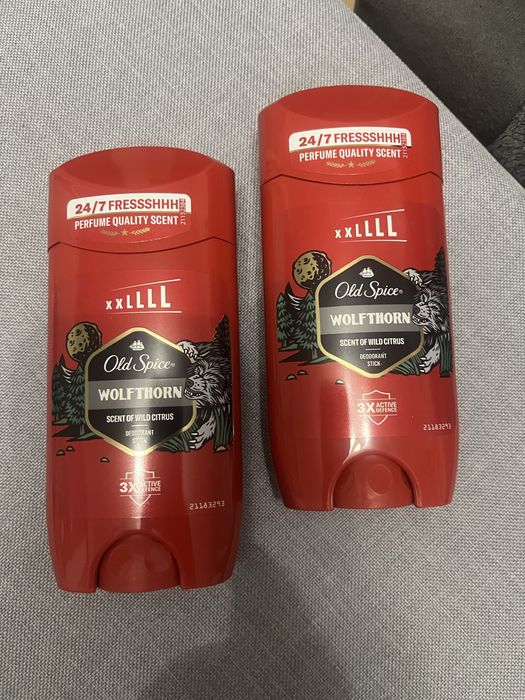 24/7 FRESSSHHH
PERFUME QUALITY SCENT
xxLLLL
Old Spice®
WOLFTHORN
SCENT OF WILD CITRUS
DEODORANT
STICK
3X ACTIVE
DEFENCE
21183293
24/7 FRESSSHHHH
PERFUME QUALITY SCENT
xxLLLL
Old Spice®
WOLFTHORN
SCENT OF WILD CITRUS
DEODORANT
STICK
3X ACTIVE
DEFENCE
21183293